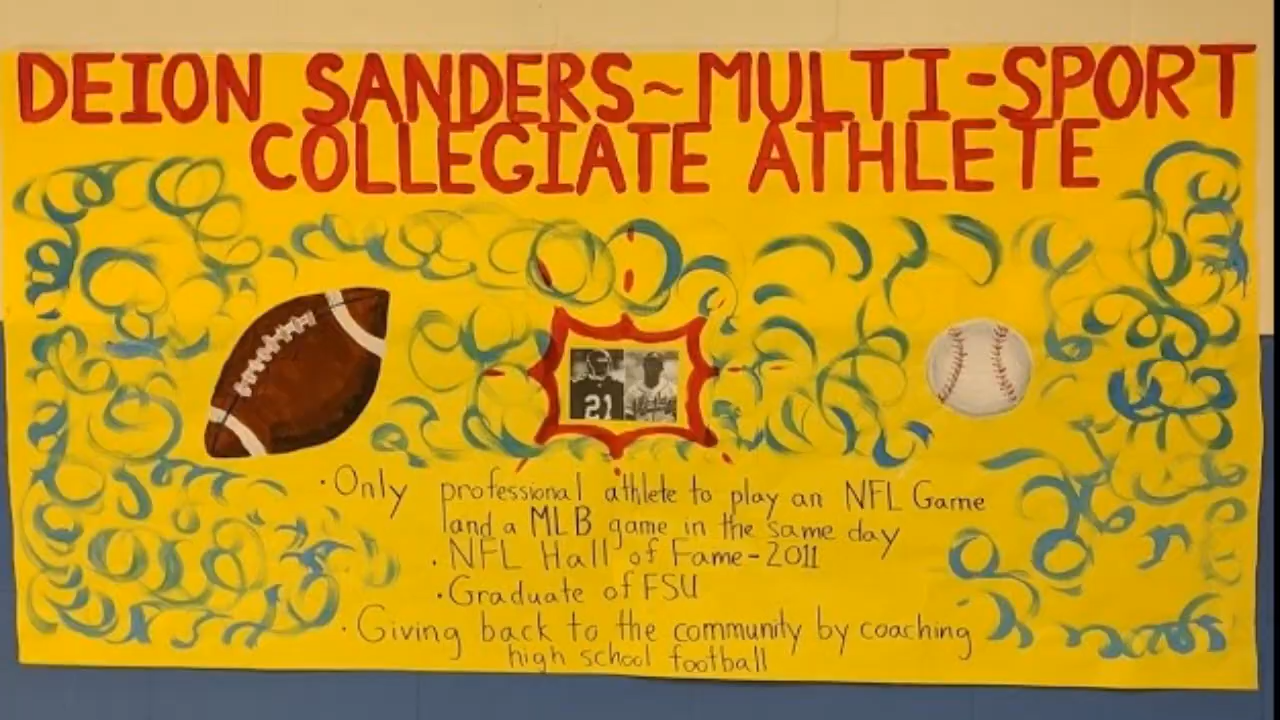 DEION SANDERS~MULTI-SPORT
COLLEGIATE ATHLETE
21
· Only professional athlete to play an NFL Game
and a MLB game in the same day
· NFL Hall of Fame-2011
· Graduate of FSU
· Giving back to the community by coaching
high school football